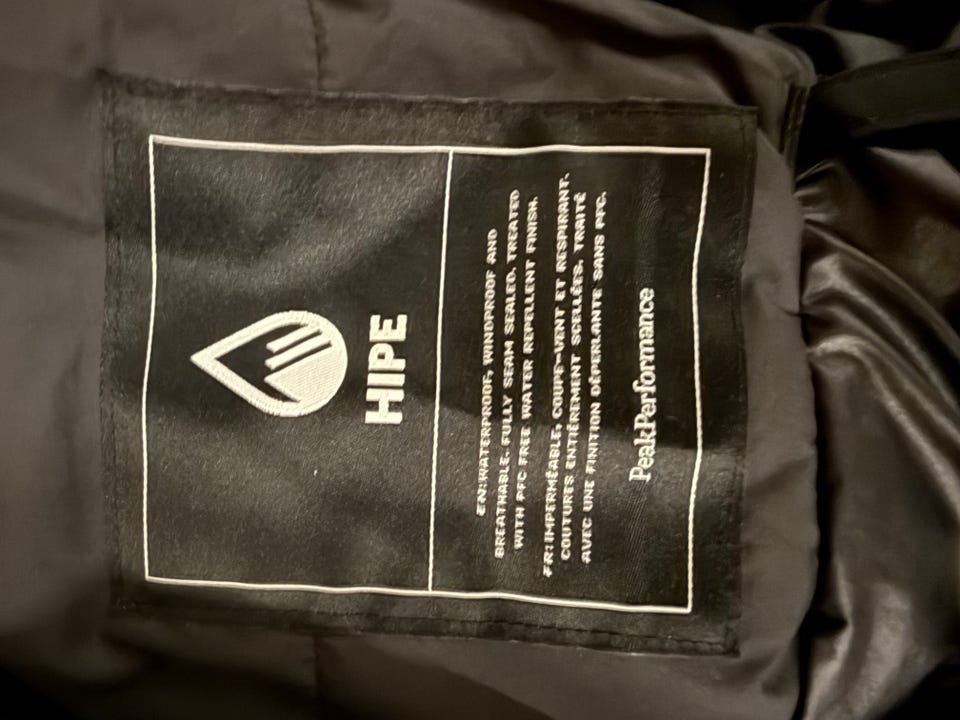 HIPE
EN:WATERPROOF, WINDPROOF AND
BREATHABLE. FULLY SEAM SEALED. TREATED
WITH PFC FREE WATER REPELLENT FINISH.
FR:IMPERMÉABLE, COUPE-VENT ET RESPIRANT.
COUTURES ENTIÈREMENT SCELLÉES. TRAITÉ
AVEC UNE FINITION DÉPERLANTE SANS PFC.
PeakPerformance